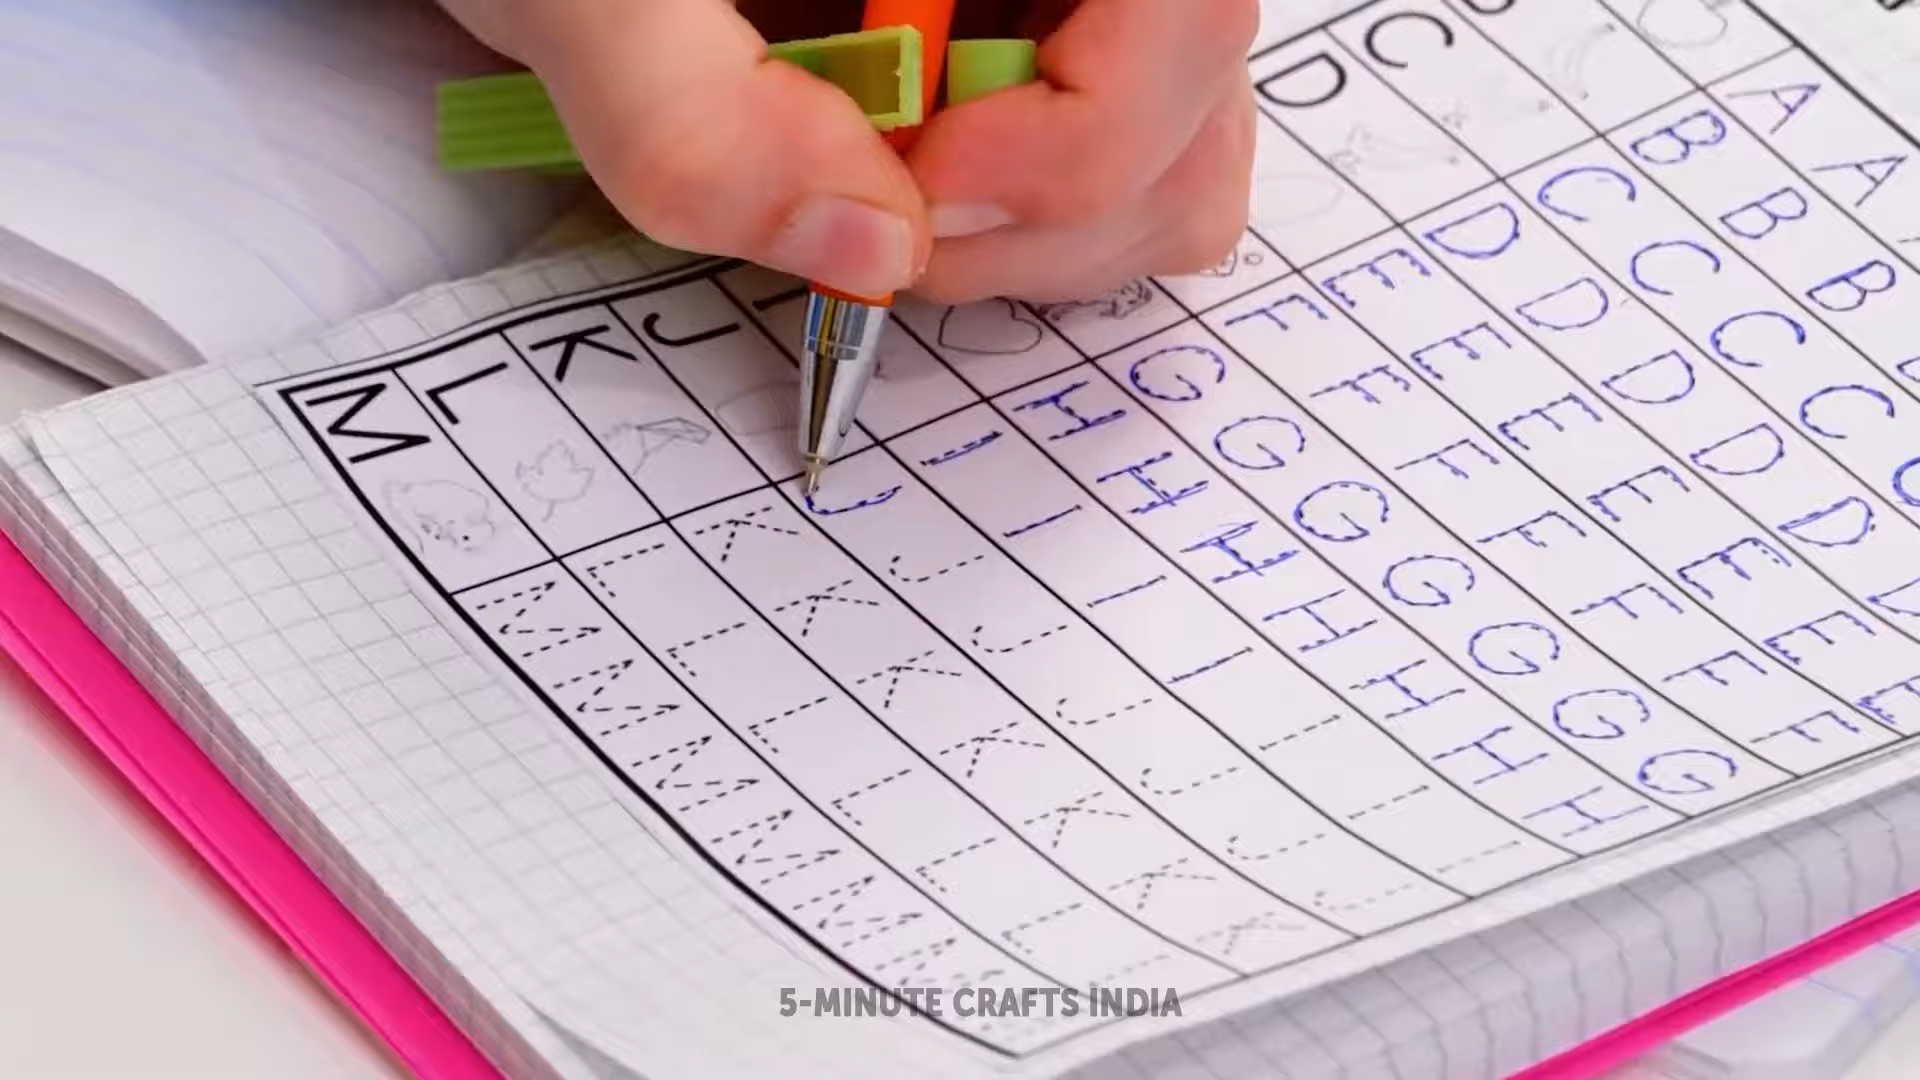 A A
B B B
C C C C C
D D D D D D
E E E E E E E
F F F F F F F
G G G G G G G
H H H H H H H
I I I I I I I
J J J J J J J J
K K K K K K K K
L L L L L L L L
M M M M M M M
5-MINUTE CRAFTS INDIA